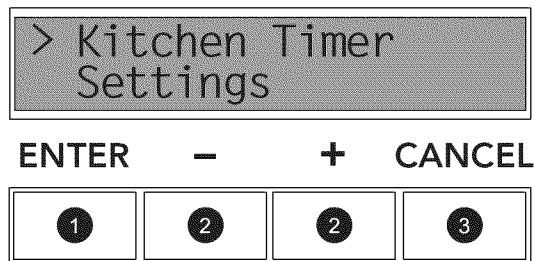 > Kitchen Timer
Settings
ENTER – + CANCEL
1 2 2 3